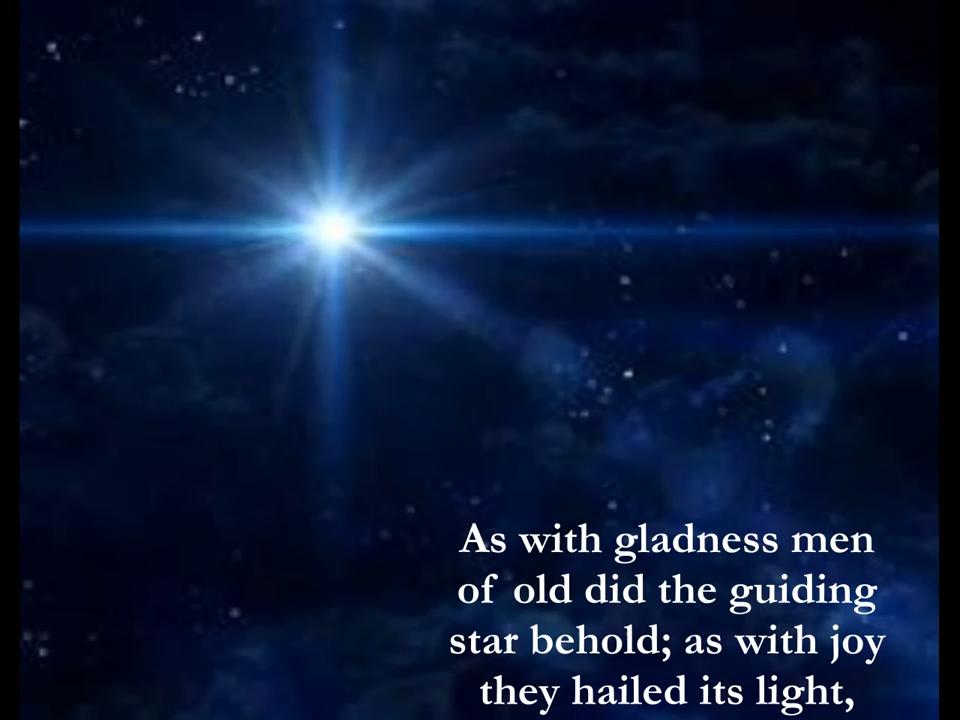 As with gladness men
of old did the guiding
star behold; as with joy
they hailed its light,